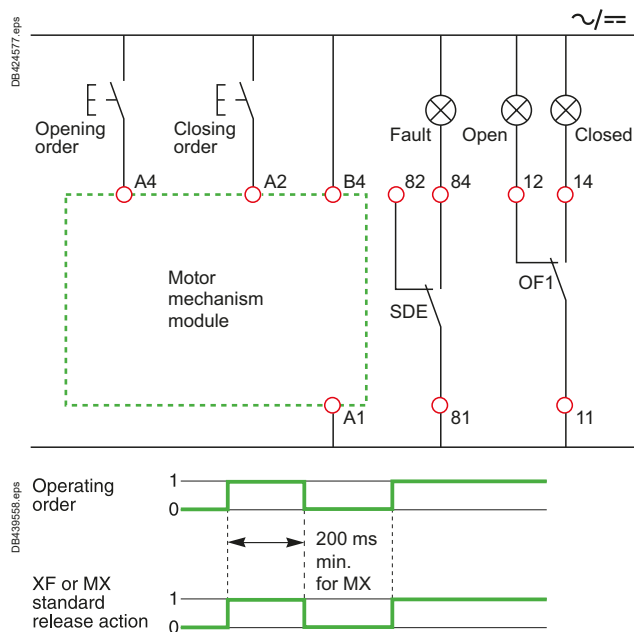 DB424577.eps
~/⎓
Opening
order
Closing
order
Fault
Open
Closed
A4
A2
B4
82
84
12
14
Motor
mechanism
module
SDE
OF1
A1
81
11
DB439558.eps
Operating
order
1
0
200 ms
min.
for MX
XF or MX
standard
release action
1
0